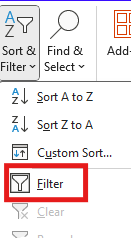 Sort & Find & Add-
Filter Select
Sort A to Z
Sort Z to A
Custom Sort...
Filter
Clear